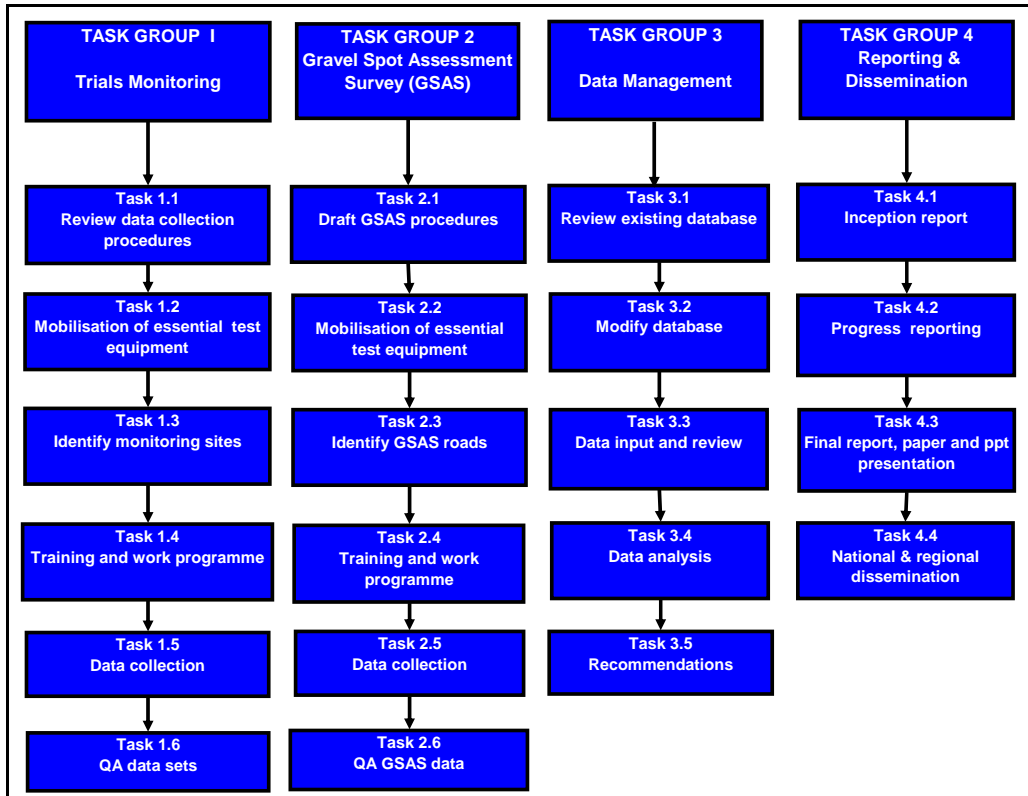 TASK GROUP I
Trials Monitoring
Task 1.1
Review data collection
procedures
Task 1.2
Mobilisation of essential test
equipment
Task 1.3
Identify monitoring sites
Task 1.4
Training and work programme
Task 1.5
Data collection
Task 1.6
QA data sets
TASK GROUP 2
Gravel Spot Assessment
Survey (GSAS)
Task 2.1
Draft GSAS procedures
Task 2.2
Mobilisation of essential
test equipment
Task 2.3
Identify GSAS roads
Task 2.4
Training and work
programme
Task 2.5
Data collection
Task 2.6
QA GSAS data
TASK GROUP 3
Data Management
Task 3.1
Review existing database
Task 3.2
Modify database
Task 3.3
Data input and review
Task 3.4
Data analysis
Task 3.5
Recommendations
TASK GROUP 4
Reporting &
Dissemination
Task 4.1
Inception report
Task 4.2
Progress reporting
Task 4.3
Final report, paper and ppt
presentation
Task 4.4
National & regional
dissemination